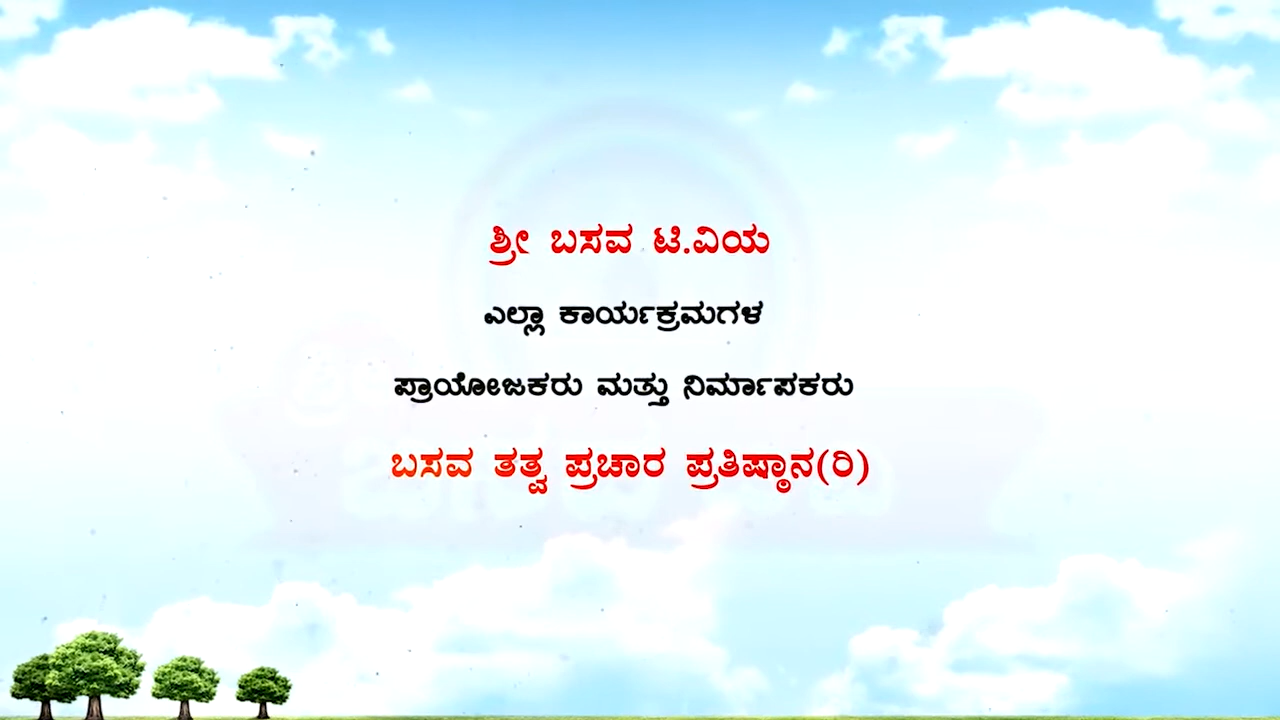 ಶ್ರೀ ಬಸವ ಟಿ.ವಿಯ
ಎಲ್ಲಾ ಕಾರ್ಯಕ್ರಮಗಳ
ಪ್ರಾಯೋಜಕರು ಮತ್ತು ನಿರ್ಮಾಪಕರು
ಬಸವ ತತ್ವ ಪ್ರಚಾರ ಪ್ರತಿಷ್ಠಾನ(ರಿ)